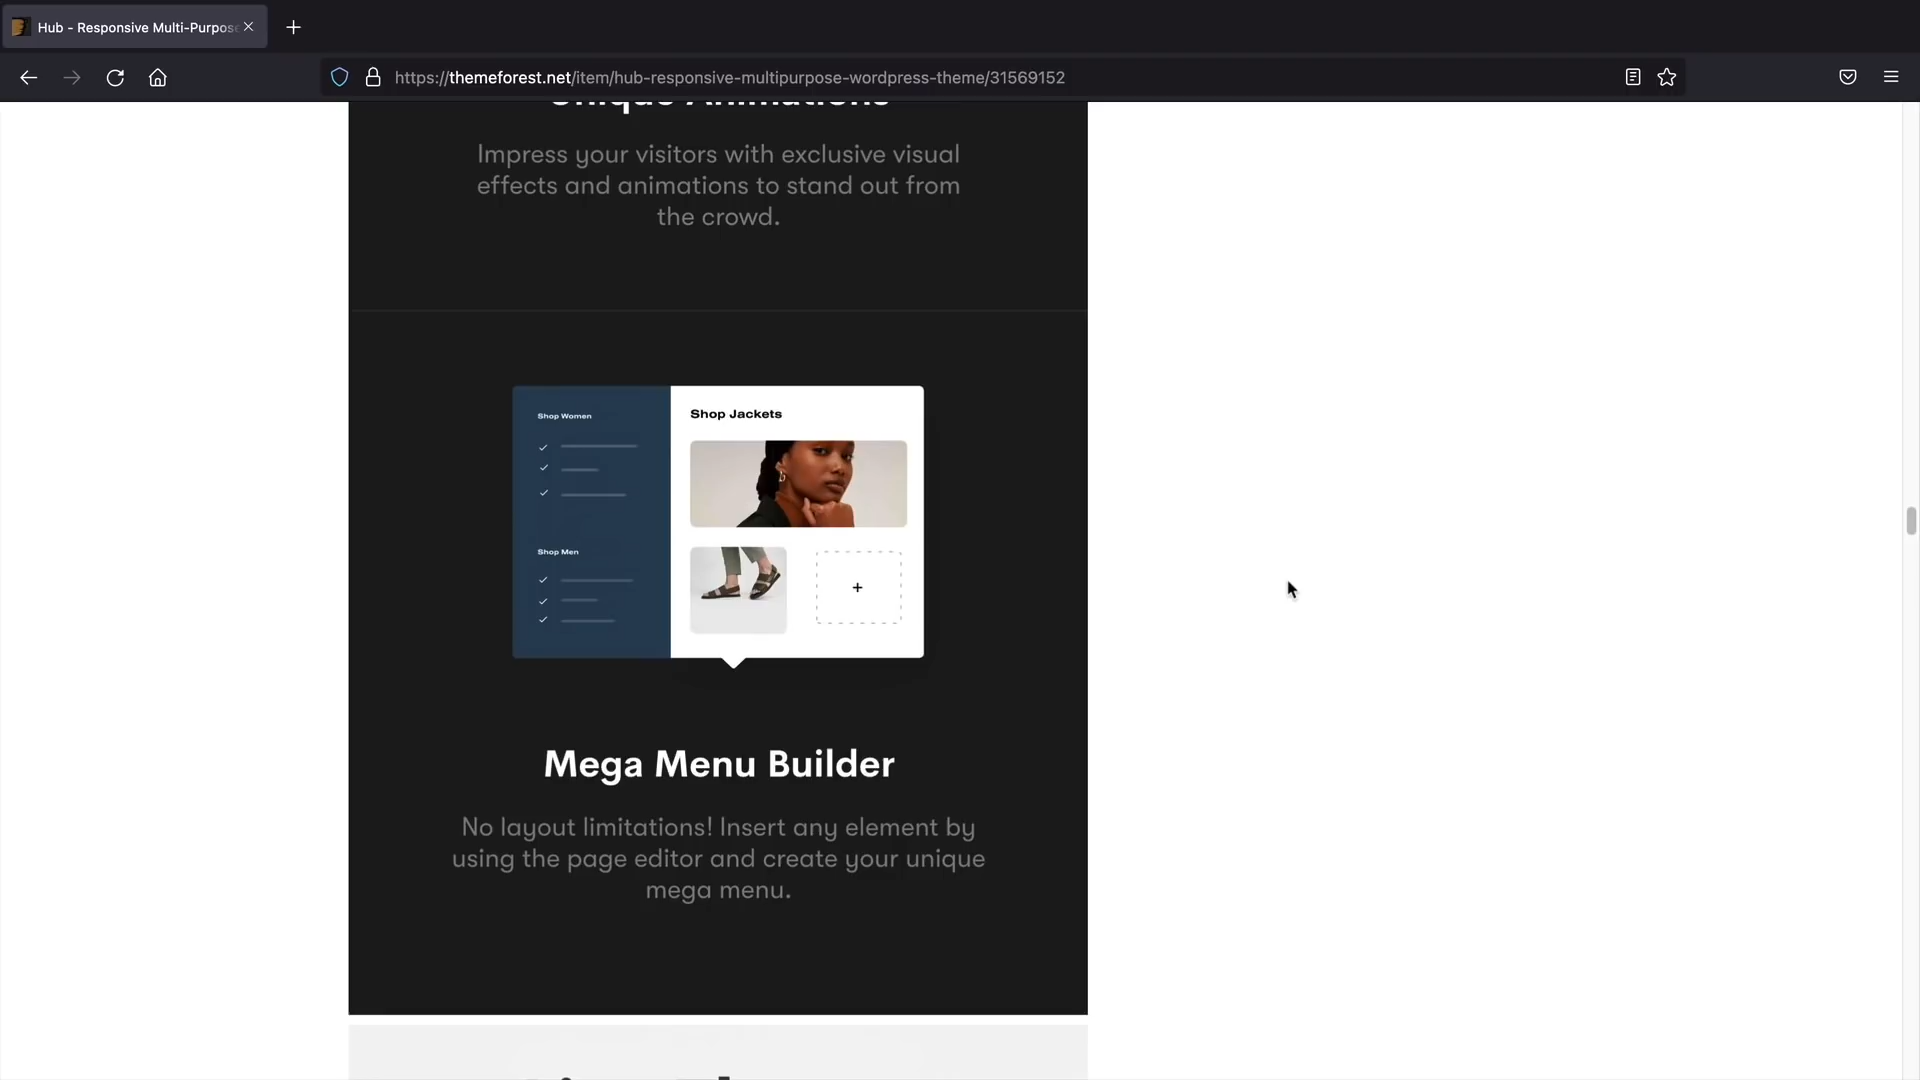 Hub - Responsive Multi-Purpos
https://themeforest.net/item/hub-responsive-multipurpose-wordpress-theme/31569152
Unique Animations
Impress your visitors with exclusive visual
effects and animations to stand out from
the crowd.
Shop Women
Shop Men
Shop Jackets
+
Mega Menu Builder
No layout limitations! Insert any element by
using the page editor and create your unique
mega menu.